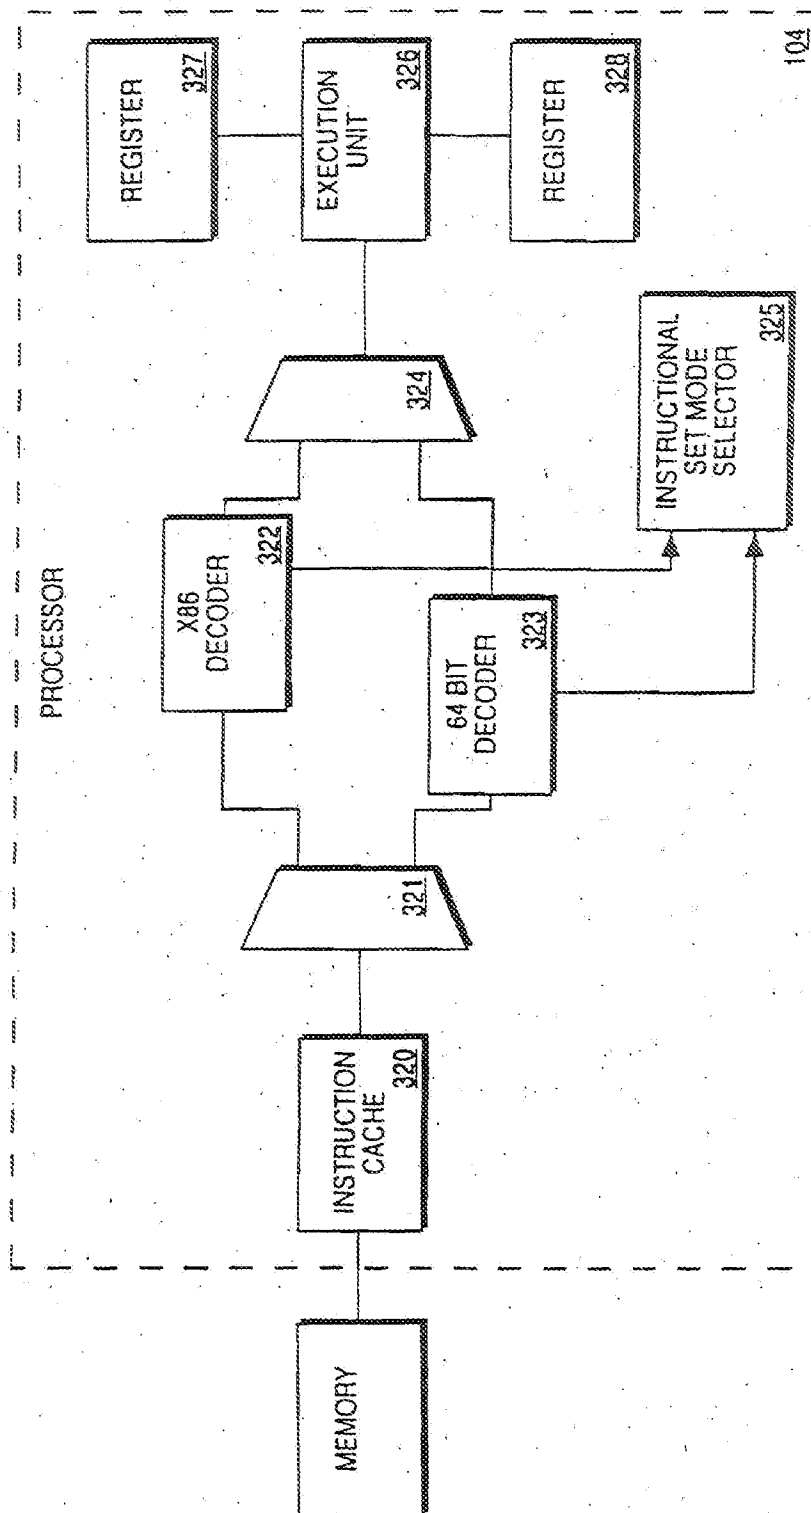 PROCESSOR
MEMORY
INSTRUCTION
CACHE
320
321
X86
DECODER
322
64 BIT
DECODER
323
324
INSTRUCTIONAL
SET MODE
SELECTOR
325
REGISTER
327
EXECUTION
UNIT
326
REGISTER
328
104